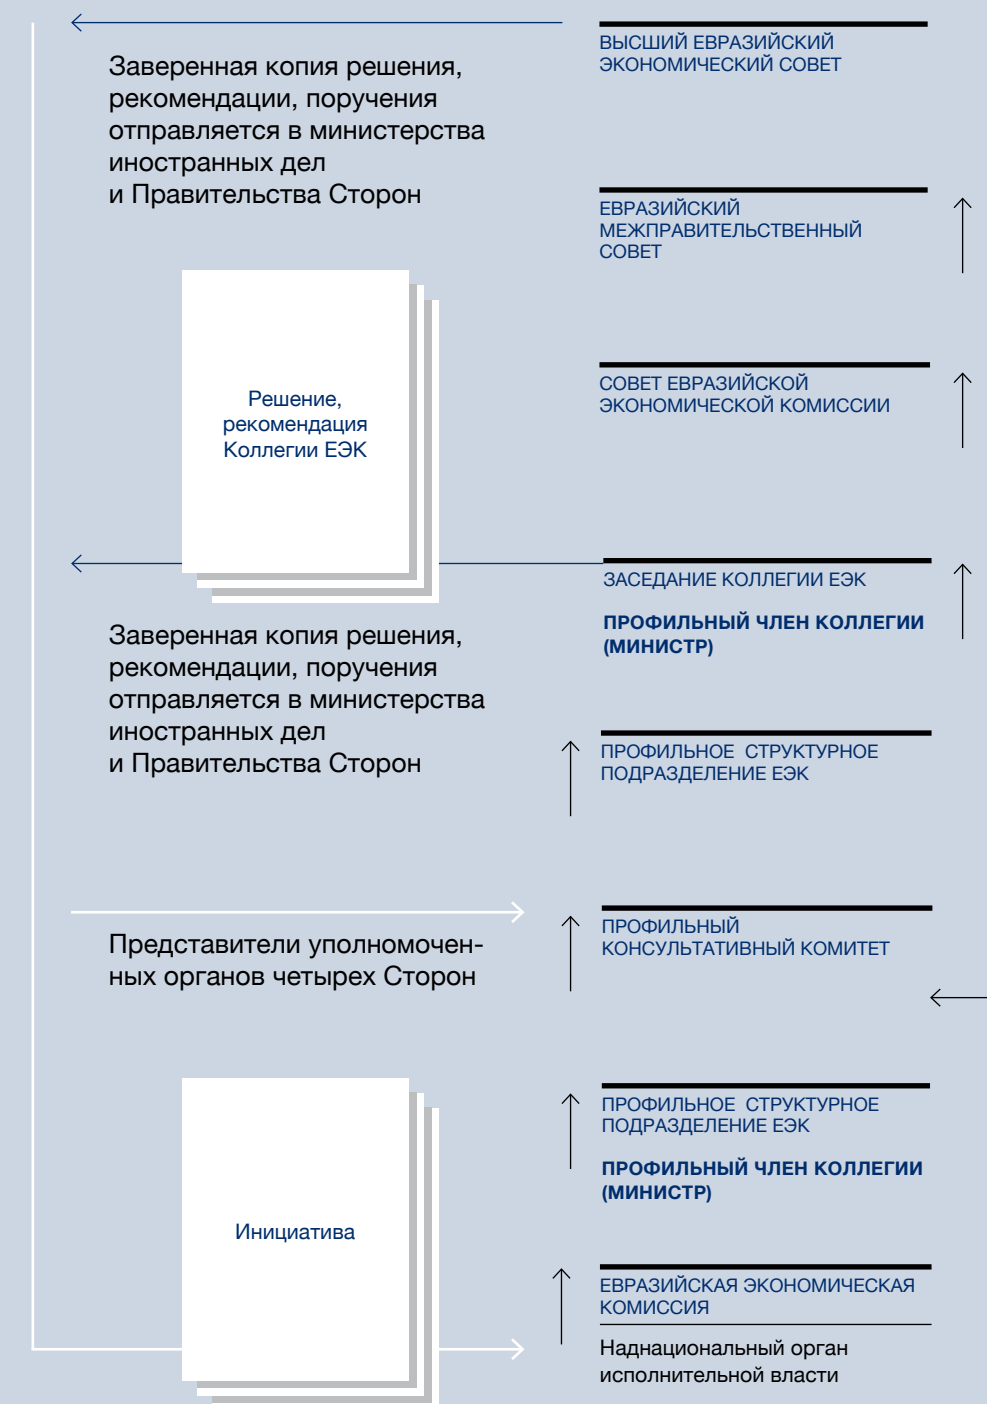 ВЫСШИЙ ЕВРАЗИЙСКИЙ
ЭКОНОМИЧЕСКИЙ СОВЕТ
Заверенная копия решения,
рекомендации, поручения
отправляется в министерства
иностранных дел
и Правительства Сторон
ЕВРАЗИЙСКИЙ
МЕЖПРАВИТЕЛЬСТВЕННЫЙ
СОВЕТ
Решение,
рекомендация
Коллегии ЕЭК
СОВЕТ ЕВРАЗИЙСКОЙ
ЭКОНОМИЧЕСКОЙ КОМИССИИ
ЗАСЕДАНИЕ КОЛЛЕГИИ ЕЭК
ПРОФИЛЬНЫЙ ЧЛЕН КОЛЛЕГИИ
(МИНИСТР)
Заверенная копия решения,
рекомендации, поручения
отправляется в министерства
иностранных дел
и Правительства Сторон
ПРОФИЛЬНОЕ СТРУКТУРНОЕ
ПОДРАЗДЕЛЕНИЕ ЕЭК
Представители уполномочен-
ных органов четырех Сторон
ПРОФИЛЬНЫЙ
КОНСУЛЬТАТИВНЫЙ КОМИТЕТ
ПРОФИЛЬНОЕ СТРУКТУРНОЕ
ПОДРАЗДЕЛЕНИЕ ЕЭК
ПРОФИЛЬНЫЙ ЧЛЕН КОЛЛЕГИИ
(МИНИСТР)
Инициатива
ЕВРАЗИЙСКАЯ ЭКОНОМИЧЕСКАЯ
КОМИССИЯ
Наднациональный орган
исполнительной власти